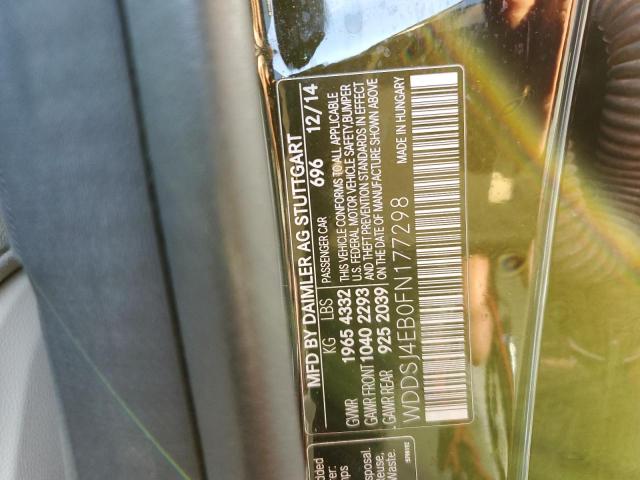 MFD BY DAIMLER AG STUTTGART
696 12/14
KG LBS PASSENGER CAR
GVWR 1965 4332 THIS VEHICLE CONFORMS TO ALL APPLICABLE
U.S. FEDERAL MOTOR VEHICLE SAFETY, BUMPER
GAWR FRONT 1040 2293 AND THEFT PREVENTION STANDARDS IN EFFECT
GAWR REAR 925 2039 ON THE DATE OF MANUFACTURE SHOWN ABOVE
MADE IN HUNGARY
WDDSJ4EB0FN177298